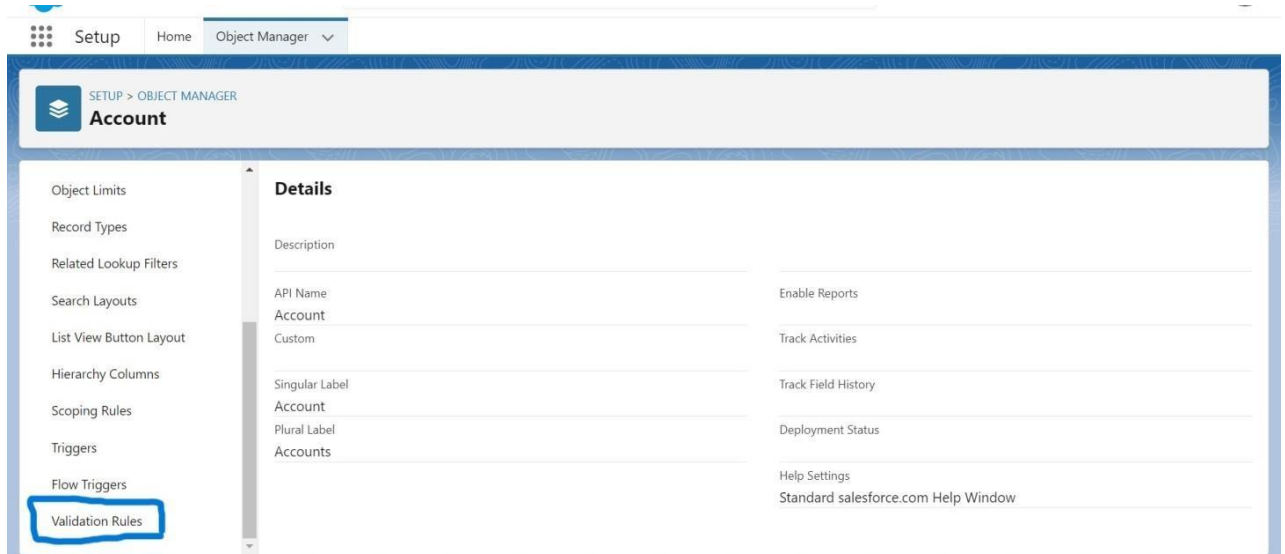 Setup
Home
Object Manager
SETUP > OBJECT MANAGER
Account
Object Limits
Record Types
Related Lookup Filters
Search Layouts
List View Button Layout
Hierarchy Columns
Scoping Rules
Triggers
Flow Triggers
Validation Rules
Details
Description
API Name
Account
Custom
Singular Label
Account
Plural Label
Accounts
Enable Reports
Track Activities
Track Field History
Deployment Status
Help Settings
Standard salesforce.com Help Window